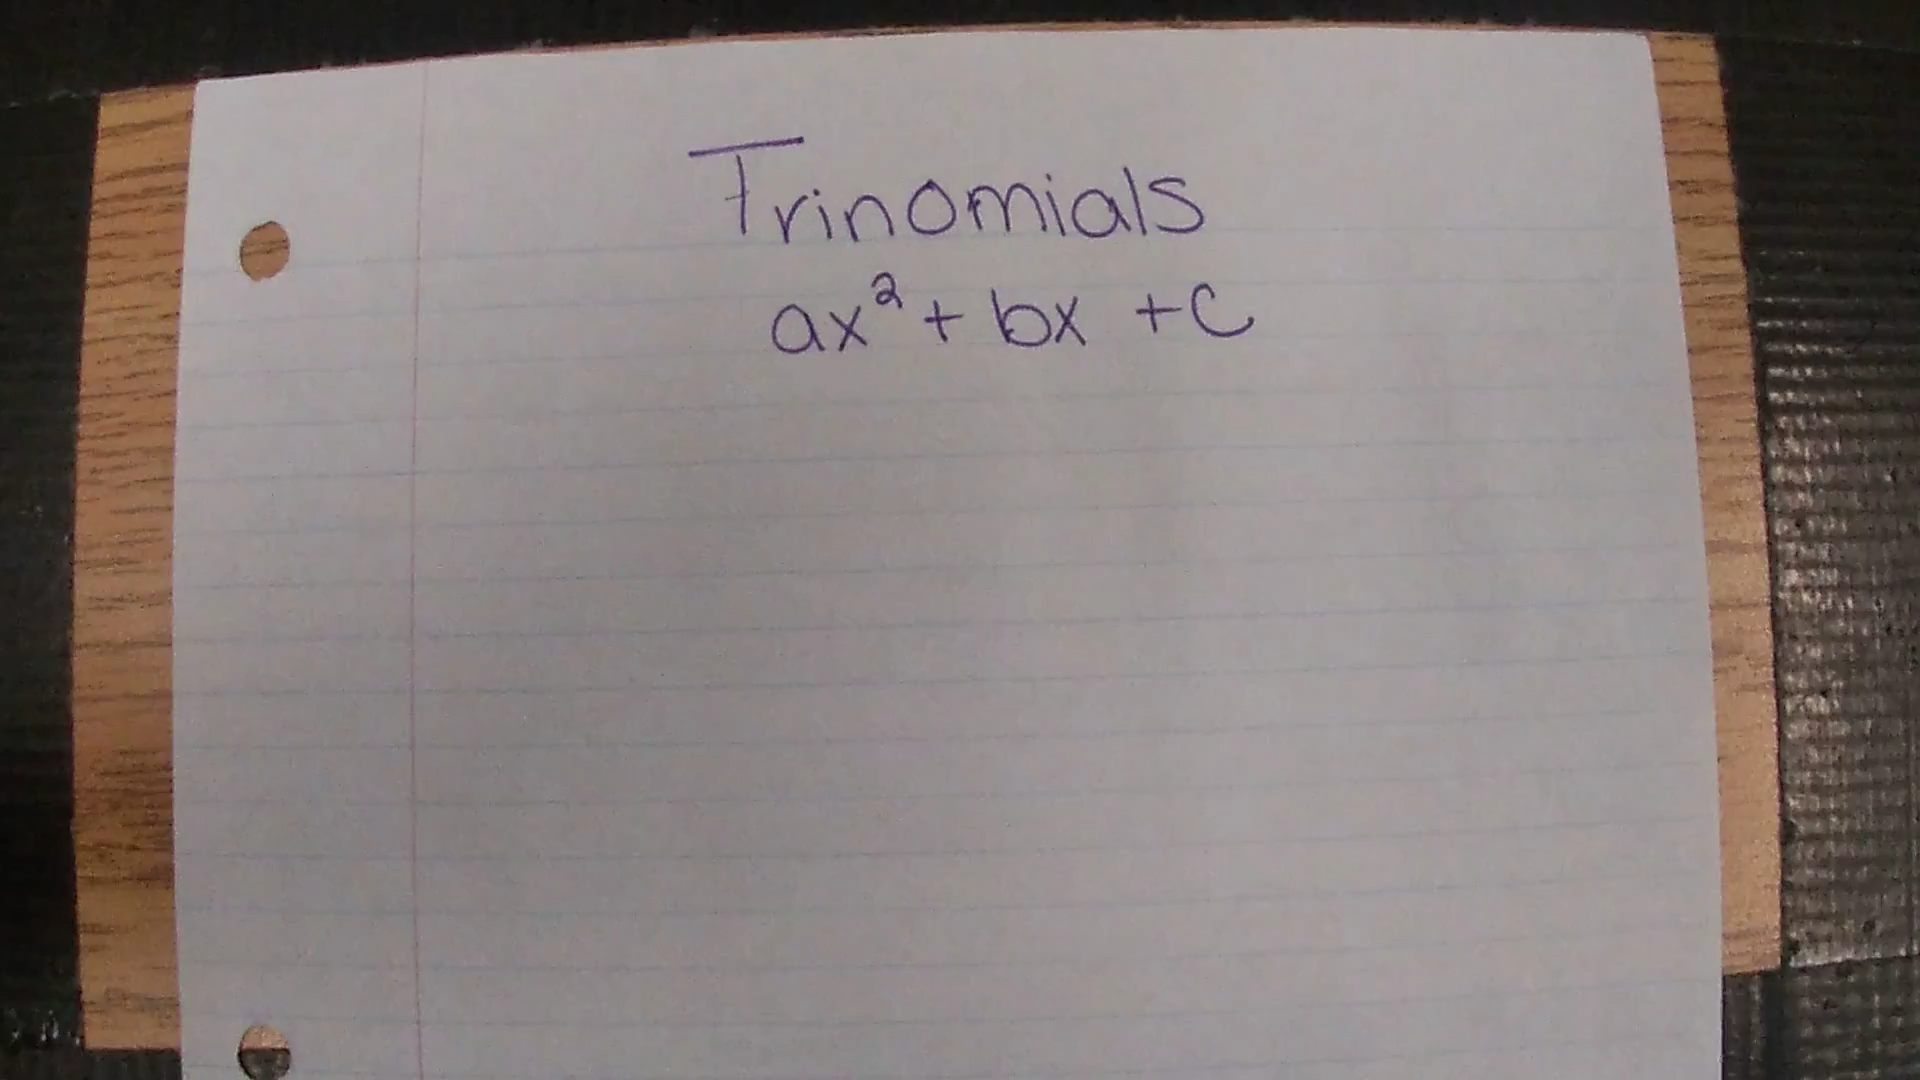 Trinomials
ax² + bx + c